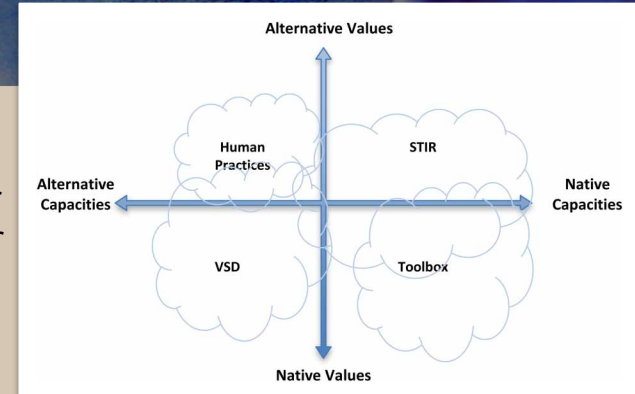 Alternative Values
Human
Practices
STIR
Alternative
Capacities
Native
Capacities
VSD
Toolbox
Native Values